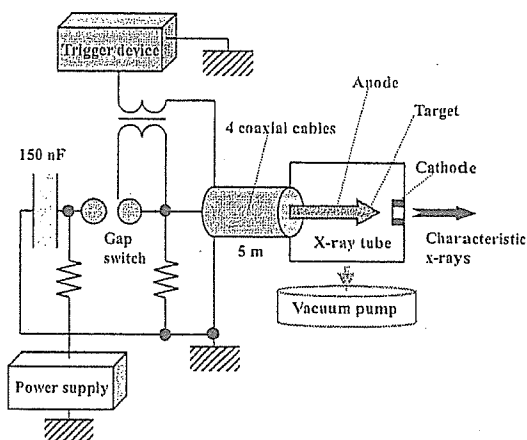 Trigger device
Anode
Target
4 coaxial cables
Cathode
150 nF
Gap
switch
5 m
X-ray tube
Characteristic
x-rays
Vacuum pump
Power supply